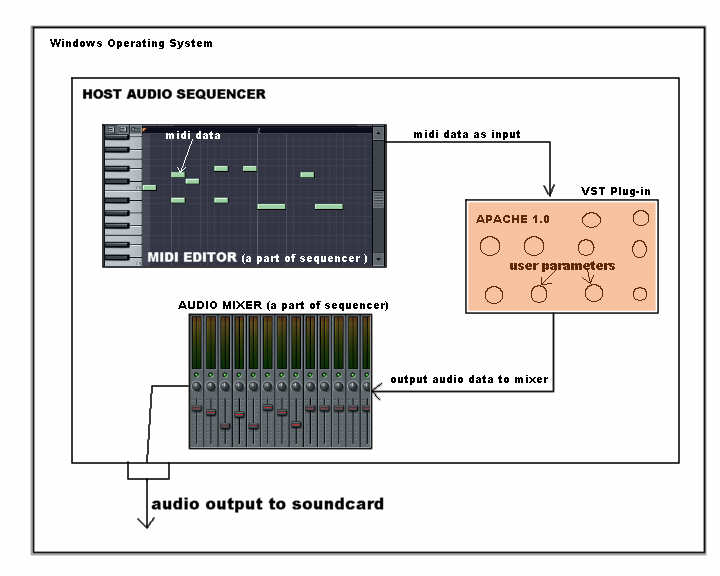 Windows Operating System
HOST AUDIO SEQUENCER
midi data
midi data as input
MIDI EDITOR (a part of sequencer )
VST Plug-in
APACHE 1.0
user parameters
AUDIO MIXER (a part of sequencer)
output audio data to mixer
audio output to soundcard